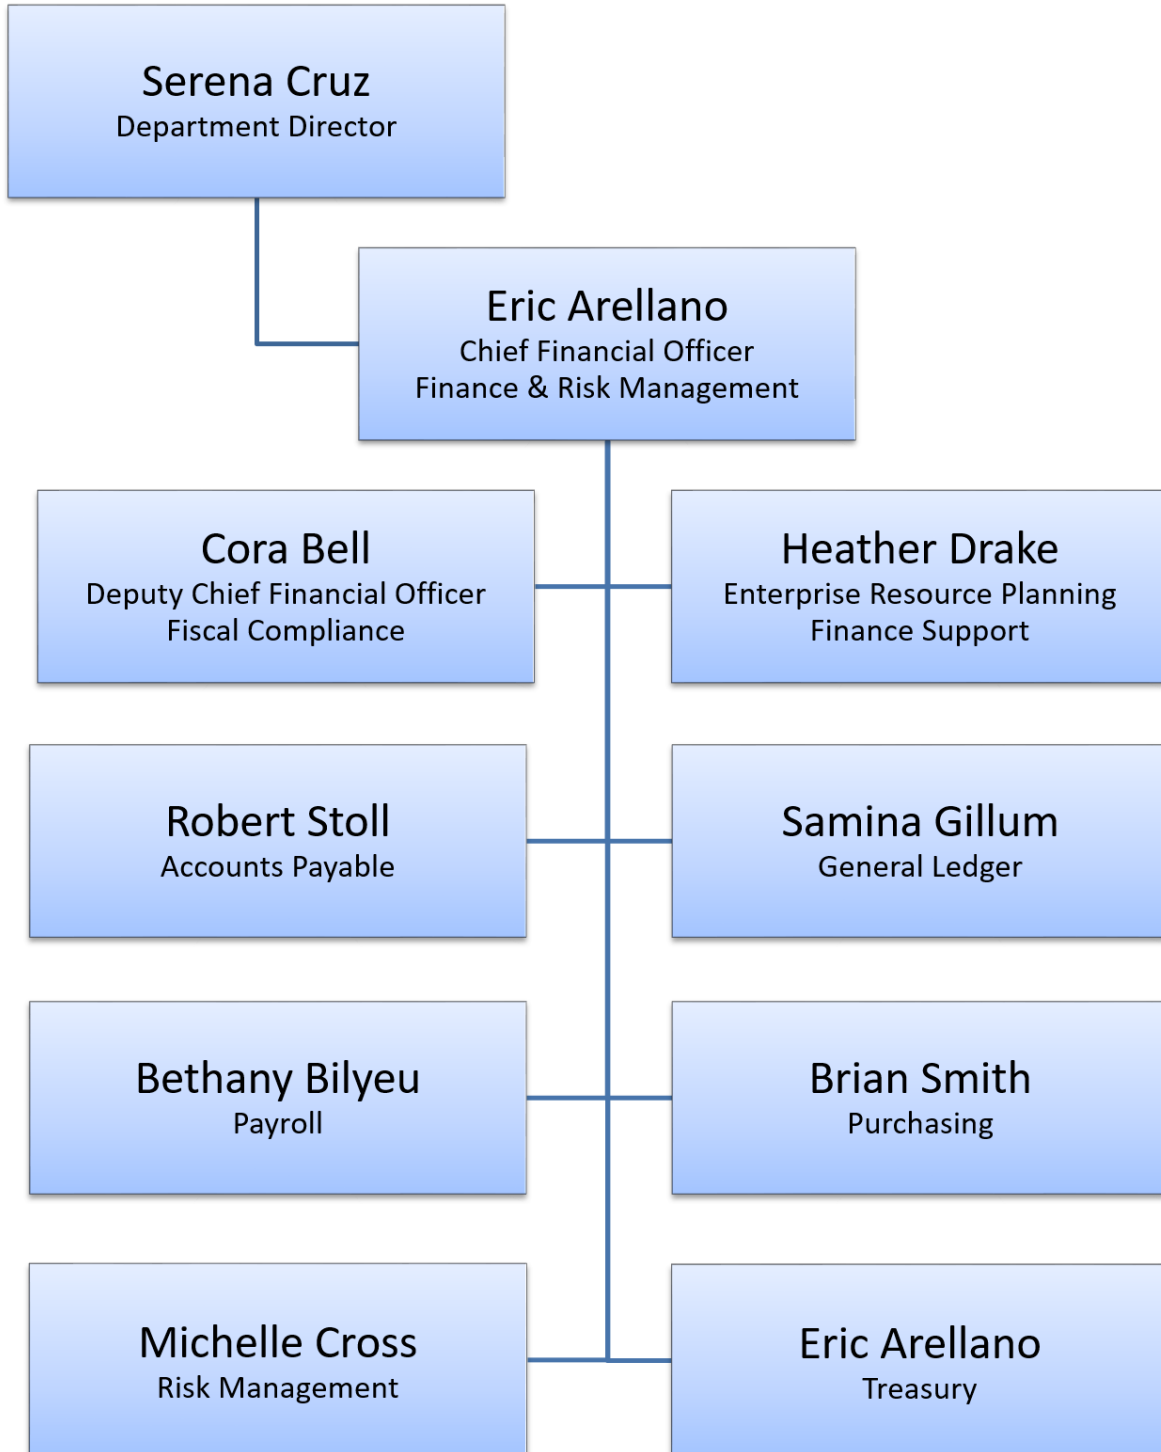 Serena Cruz
Department Director
Eric Arellano
Chief Financial Officer
Finance & Risk Management
Cora Bell
Deputy Chief Financial Officer
Fiscal Compliance
Heather Drake
Enterprise Resource Planning
Finance Support
Robert Stoll
Accounts Payable
Samina Gillum
General Ledger
Bethany Bilyeu
Payroll
Brian Smith
Purchasing
Michelle Cross
Risk Management
Eric Arellano
Treasury